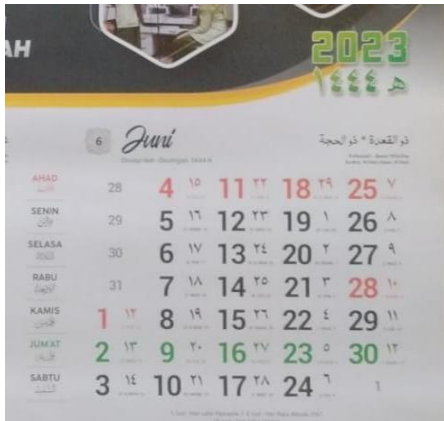 AH
2023
١٤٤٤ هـ
6 Juni ذوالقعدة * ذوالحجة
AHAD 28 4 ١٥ 11 ٢٢ 18 ٢٩ 25 ٧
SENIN 29 5 ١٦ 12 ٢٣ 19 ١ 26 ٨
SELASA 30 6 ١٧ 13 ٢٤ 20 ٢ 27 ٩
RABU 31 7 ١٨ 14 ٢٥ 21 ٣ 28 ١٠
KAMIS 1 ١٢ 8 ١٩ 15 ٢٦ 22 ٤ 29 ١١
JUM'AT 2 ١٣ 9 ٢٠ 16 ٢٧ 23 ٥ 30 ١٢
SABTU 3 ١٤ 10 ٢١ 17 ٢٨ 24 ٦ 1